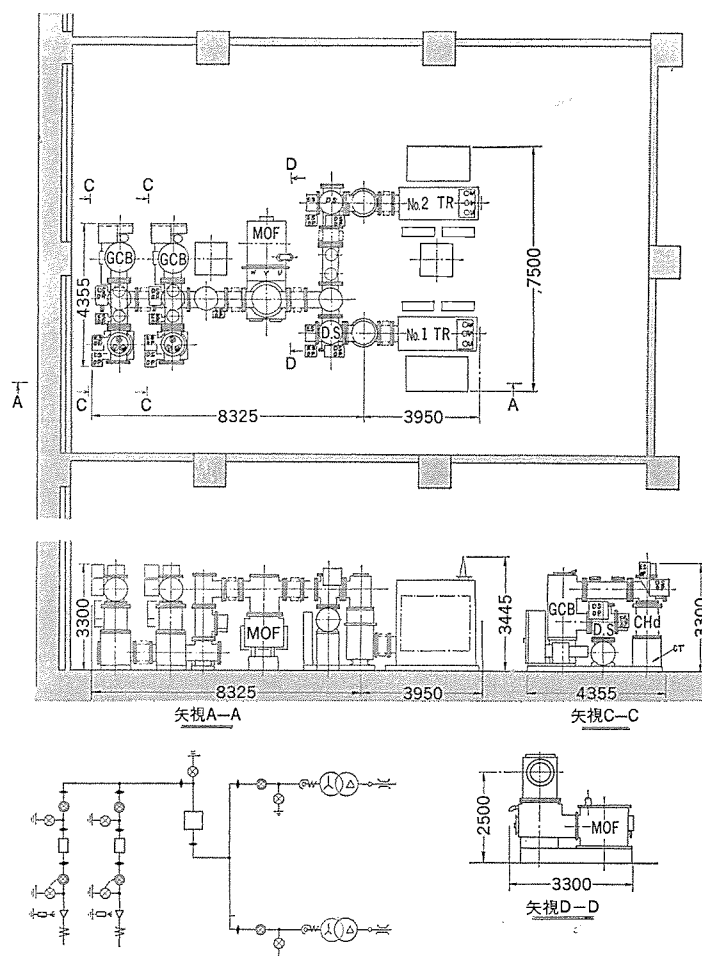 D
C
C
D.S
No.2 TR
MOF
GCB
GCB
W V U
4355
7500
D.S
No.1 TR
D
A
C
C
A
8325
3950
3300
MOF
3445
GCB
D.S
CHd
CT
3300
8325
3950
4355
矢視A-A
矢視C-C
2500
MOF
3300
矢視D-D